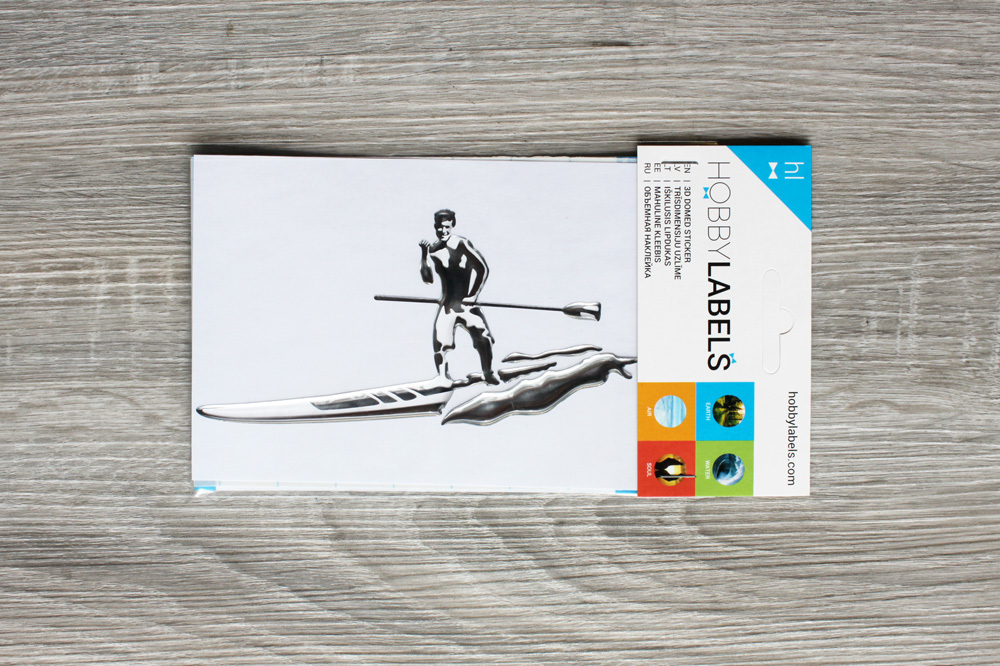 hl
HOBBYLABELS
EN | 3D DOMED STICKER
LV | TRĪSDIMENSIJU UZLĪME
LT | IŠKILUSIS LIPDUKAS
EE | MAHULINE KLEEBIS
RU | ОБЪЕМНАЯ НАКЛЕЙКА
EARTH
WATER
AIR
SOUL
hobbylabels.com